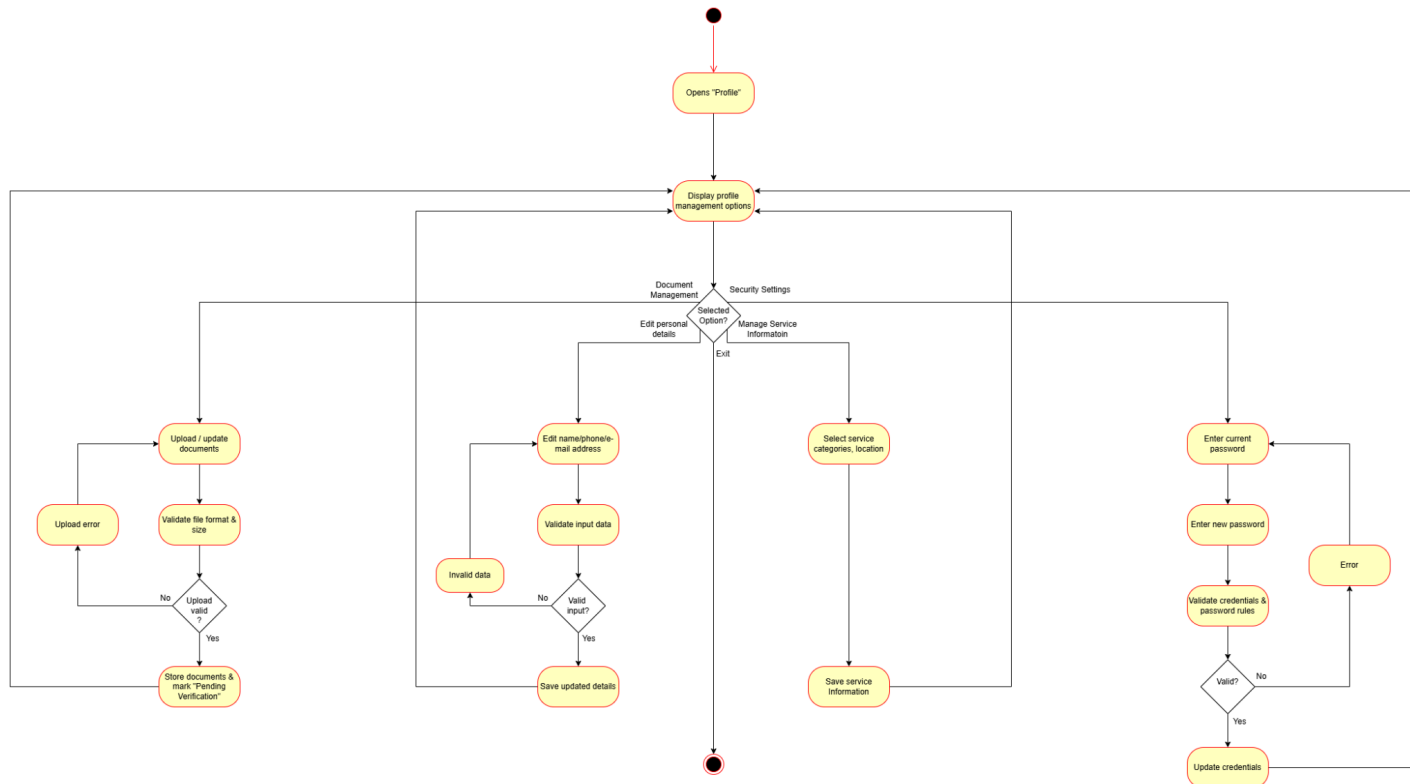 Opens "Profile"
Display profile
management options
Document
Management
Security Settings
Selected
Option?
Edit personal
details
Manage Service
Informatoin
Exit
Upload / update
documents
Edit name/phone/e-
mail address
Select service
categories, location
Enter current
password
Upload error
Validate file format &
size
Validate input data
Enter new password
Invalid data
Error
No
Upload
valid
?
Yes
No
Valid
input?
Yes
Validate credentials &
password rules
Store documents &
mark "Pending
Verification"
Save updated details
Save service
Information
Valid?
No
Yes
Update credentials